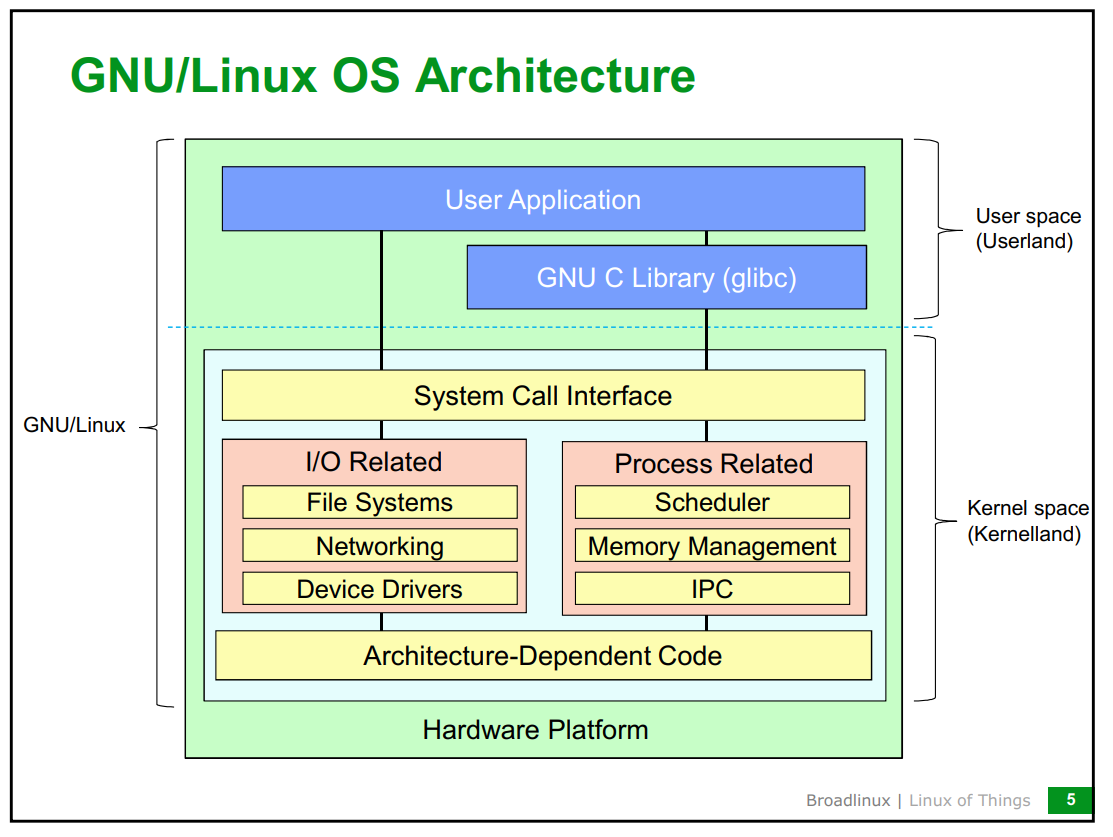 GNU/Linux OS Architecture
User Application
User space
(Userland)
GNU C Library (glibc)
System Call Interface
GNU/Linux
I/O Related
File Systems
Networking
Device Drivers
Process Related
Scheduler
Memory Management
IPC
Kernel space
(Kernelland)
Architecture-Dependent Code
Hardware Platform
Broadlinux | Linux of Things
5